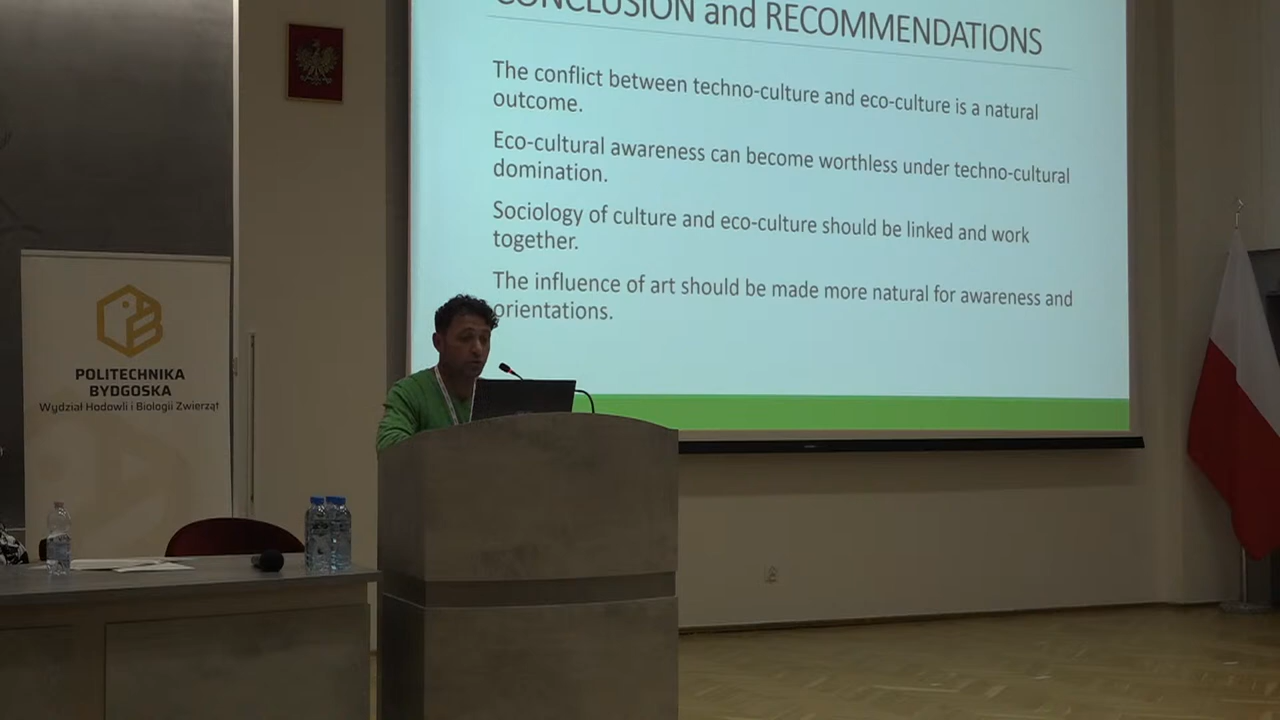 CONCLUSION and RECOMMENDATIONS
The conflict between techno-culture and eco-culture is a natural
outcome.
Eco-cultural awareness can become worthless under techno-cultural
domination.
Sociology of culture and eco-culture should be linked and work
together.
The influence of art should be made more natural for awareness and
orientations.
POLITECHNIKA
BYDGOSKA
Wydział Hodowli i Biologii Zwierząt